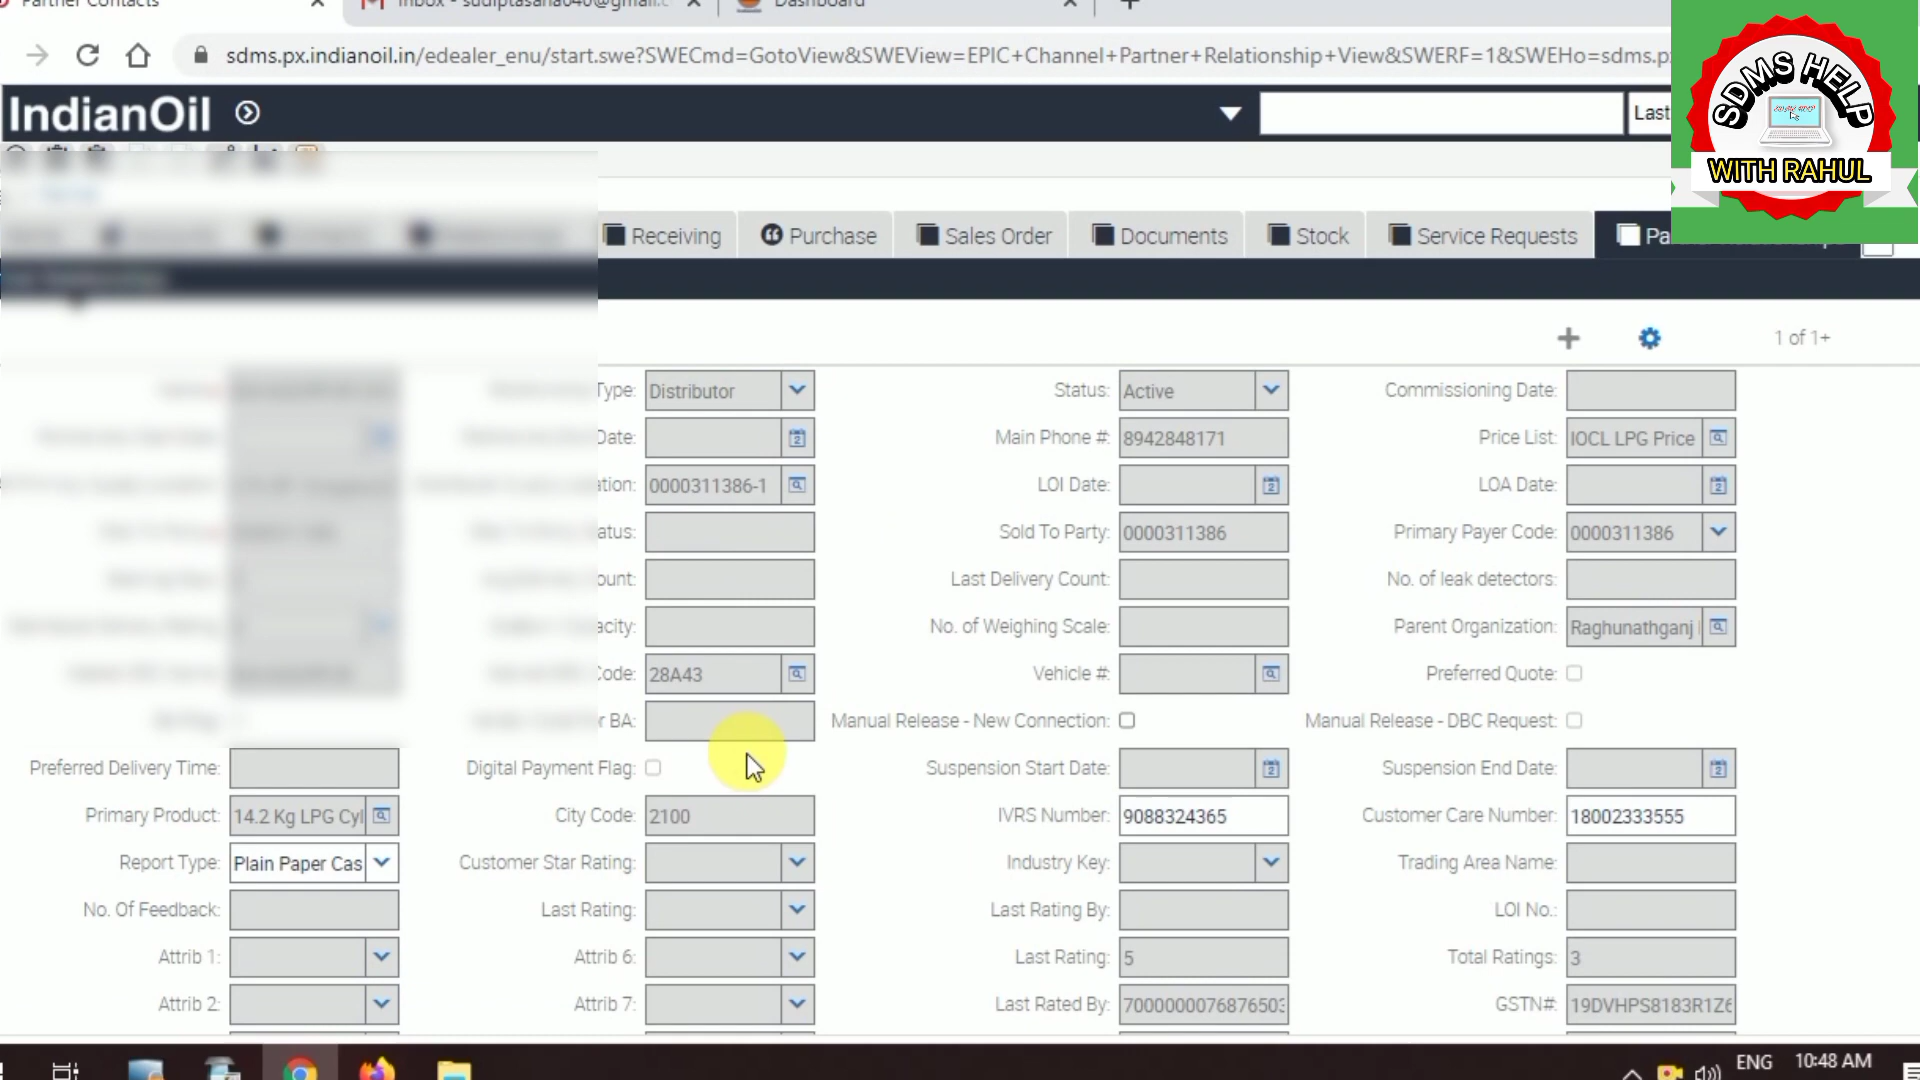 Partner Contacts
Inbox - sudiptasaha040@gmail.c
Dashboard
sdms.px.indianoil.in/edealer_enu/start.swe?SWECmd=GotoView&SWEView=EPIC+Channel+Partner+Relationship+View&SWERF=1&SWEHo=sdms.p
IndianOil
Last
SDMS HELP
WITH RAHUL
Receiving
Purchase
Sales Order
Documents
Stock
Service Requests
1 of 1+
Type: Distributor Status: Active Commissioning Date:
Date: Main Phone #: 8942848171 Price List: IOCL LPG Price
0000311386-1 LOI Date: LOA Date:
Sold To Party: 0000311386 Primary Payer Code: 0000311386
Last Delivery Count: No. of leak detectors:
No. of Weighing Scale: Parent Organization: Raghunathganj
Code: 28A43 Vehicle #: Preferred Quote:
BA: Manual Release - New Connection: Manual Release - DBC Request:
Preferred Delivery Time: Digital Payment Flag: Suspension Start Date: Suspension End Date:
Primary Product: 14.2 Kg LPG Cyl City Code: 2100 IVRS Number: 9088324365 Customer Care Number: 18002333555
Report Type: Plain Paper Cas Customer Star Rating: Industry Key: Trading Area Name:
No. Of Feedback: Last Rating: Last Rating By: LOI No.:
Attrib 1: Attrib 6: Last Rating: 5 Total Ratings: 3
Attrib 2: Attrib 7: Last Rated By: 7000000076876503 GSTN#: 19DVHPS8183R1Z6
ENG 10:48 AM